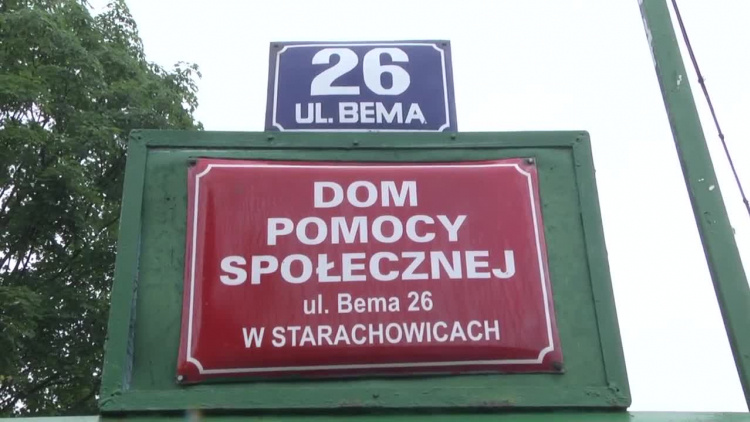 26
UL. BEMA
DOM
POMOCY
SPOŁECZNEJ
ul. Bema 26
W STARACHOWICACH